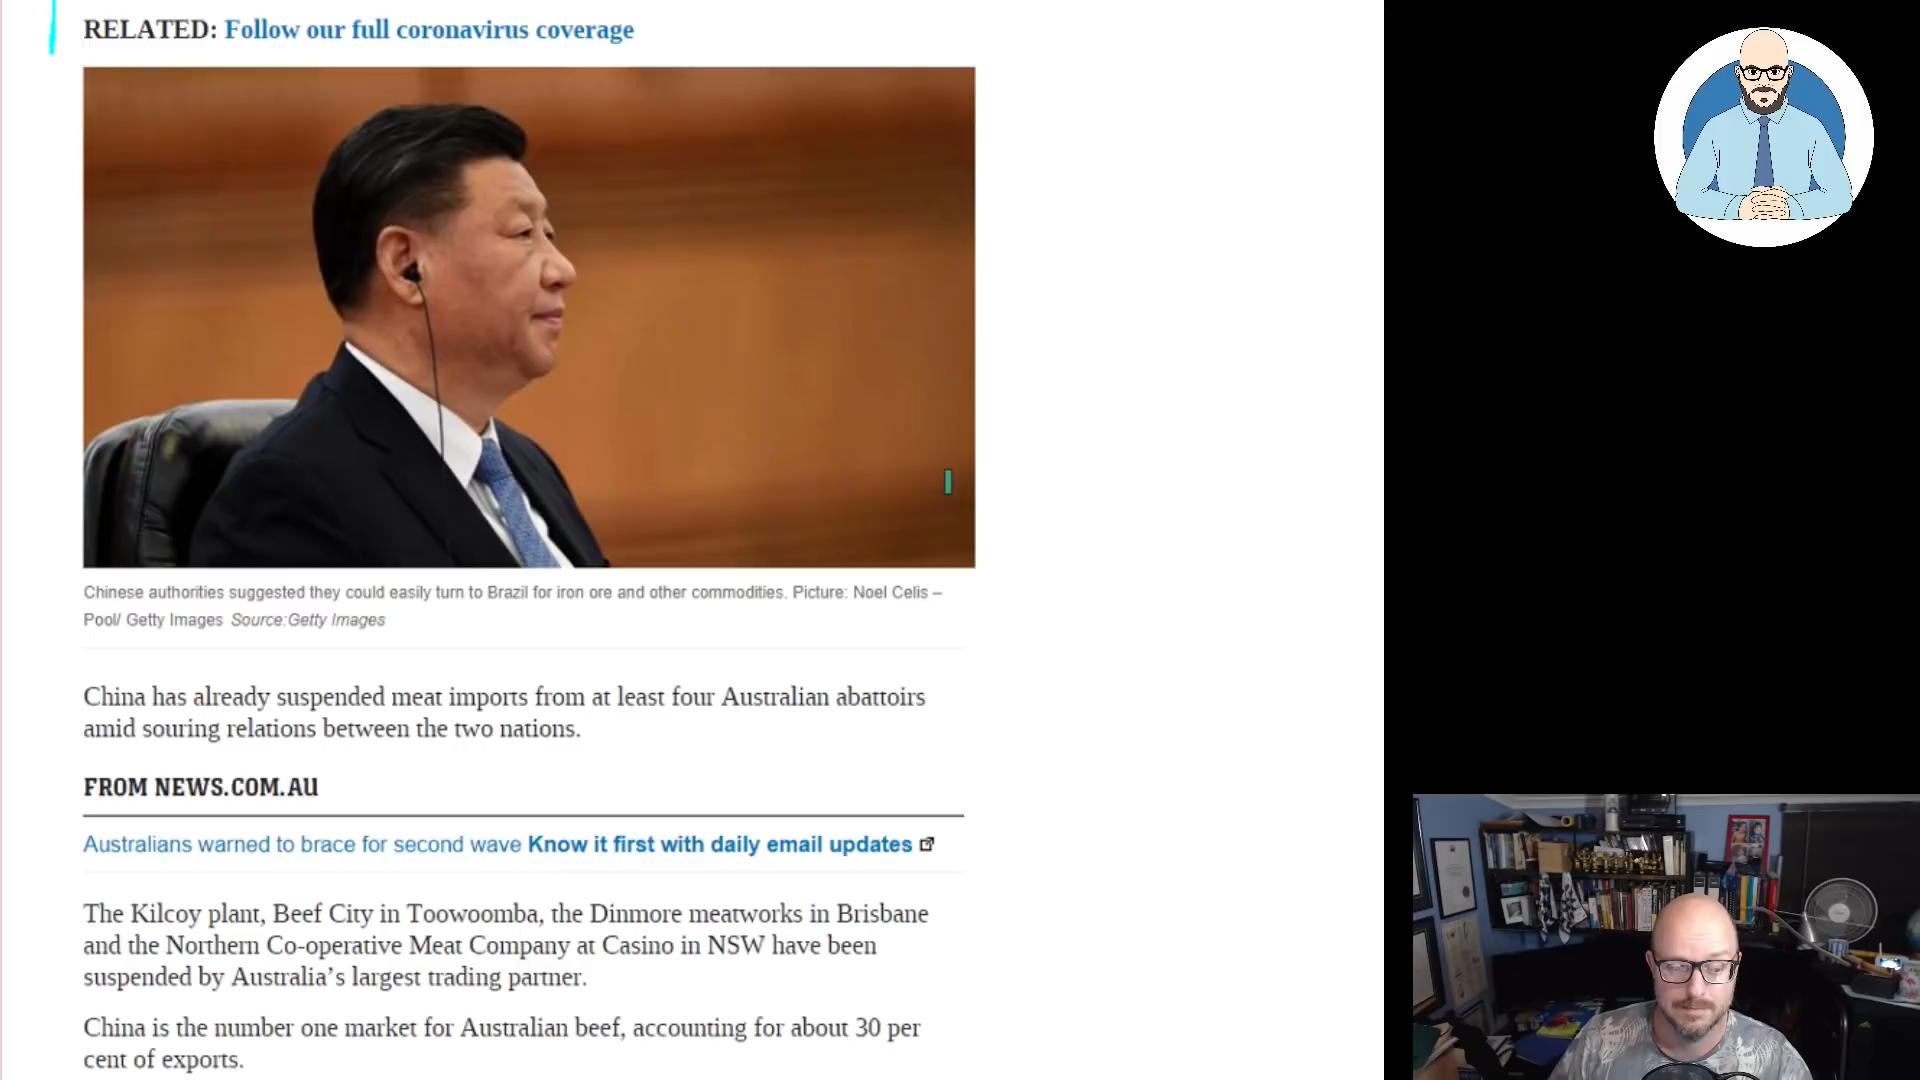 RELATED: Follow our full coronavirus coverage
Chinese authorities suggested they could easily turn to Brazil for iron ore and other commodities. Picture: Noel Celis –
Pool/ Getty Images Source:Getty Images
China has already suspended meat imports from at least four Australian abattoirs
amid souring relations between the two nations.
FROM NEWS.COM.AU
Australians warned to brace for second wave Know it first with daily email updates
The Kilcoy plant, Beef City in Toowoomba, the Dinmore meatworks in Brisbane
and the Northern Co-operative Meat Company at Casino in NSW have been
suspended by Australia’s largest trading partner.
China is the number one market for Australian beef, accounting for about 30 per
cent of exports.